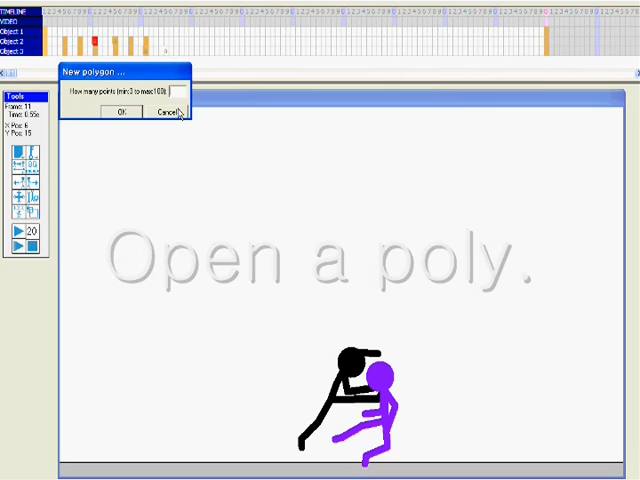 TIMELINE
VIDEO
Object 1
Object 2
Object 3
New polygon ...
How many points (min:3 to max:100):
OK
Cancel
Tools
Frame: 11
Time: 0.55s
X Pos: 6
Y Pos: 15
20
Open a poly.